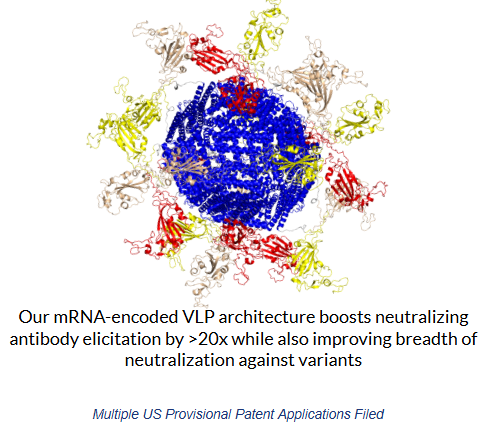 Our mRNA-encoded VLP architecture boosts neutralizing
antibody elicitation by >20x while also improving breadth of
neutralization against variants
Multiple US Provisional Patent Applications Filed